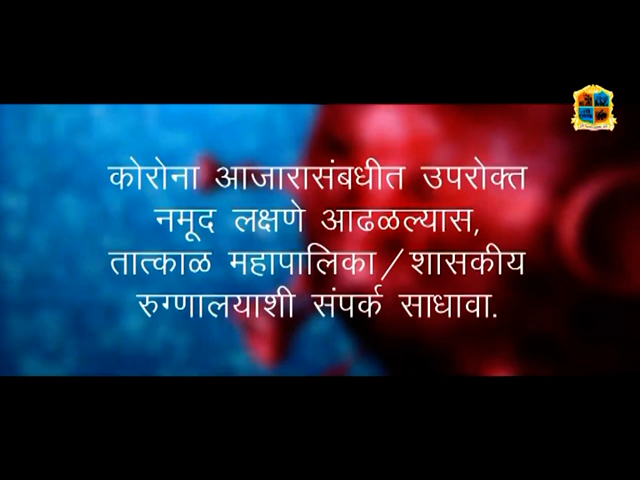 कोरोना आजारासंबधीत उपरोक्त
नमूद लक्षणे आढळल्यास,
तात्काळ महापालिका/शासकीय
रुग्णालयाशी संपर्क साधावा.